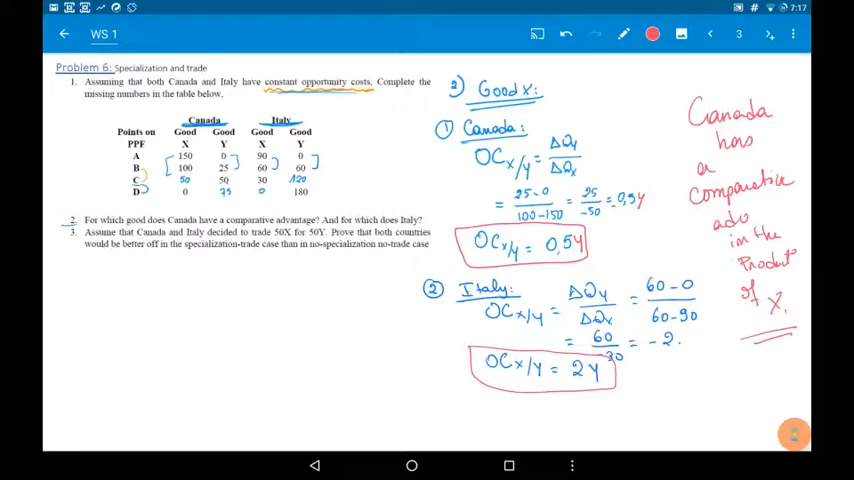 7:17
WS 1
3
Problem 6: Specialization and trade
1. Assuming that both Canada and Italy have constant opportunity costs, Complete the
missing numbers in the table below,
Canada Italy
Points on Good Good Good Good
PPF X Y X Y
A 150 0 90 0
B 100 25 60 60
C 50 50 30 120
D 0 75 0 180
2. For which good does Canada have a comparative advantage? And for which does Italy?
3. Assume that Canada and Italy decided to trade 50X for 50Y. Prove that both countries
would be better off in the specialization-trade case than in no-specialization no-trade case
2) Good X:
① Canada:
OC X/Y = ΔQY / ΔQX
= 25-0 / 100-150 = 25 / -50 = -0,5Y
OC X/Y = 0,5Y
② Italy:
OC X/Y = ΔQY / ΔQX = 60-0 / 60-90
= 60 / -30 = -2.
OC X/Y = 2Y
Canada
has
a
comparative
adv
in the
Product°
of
X.